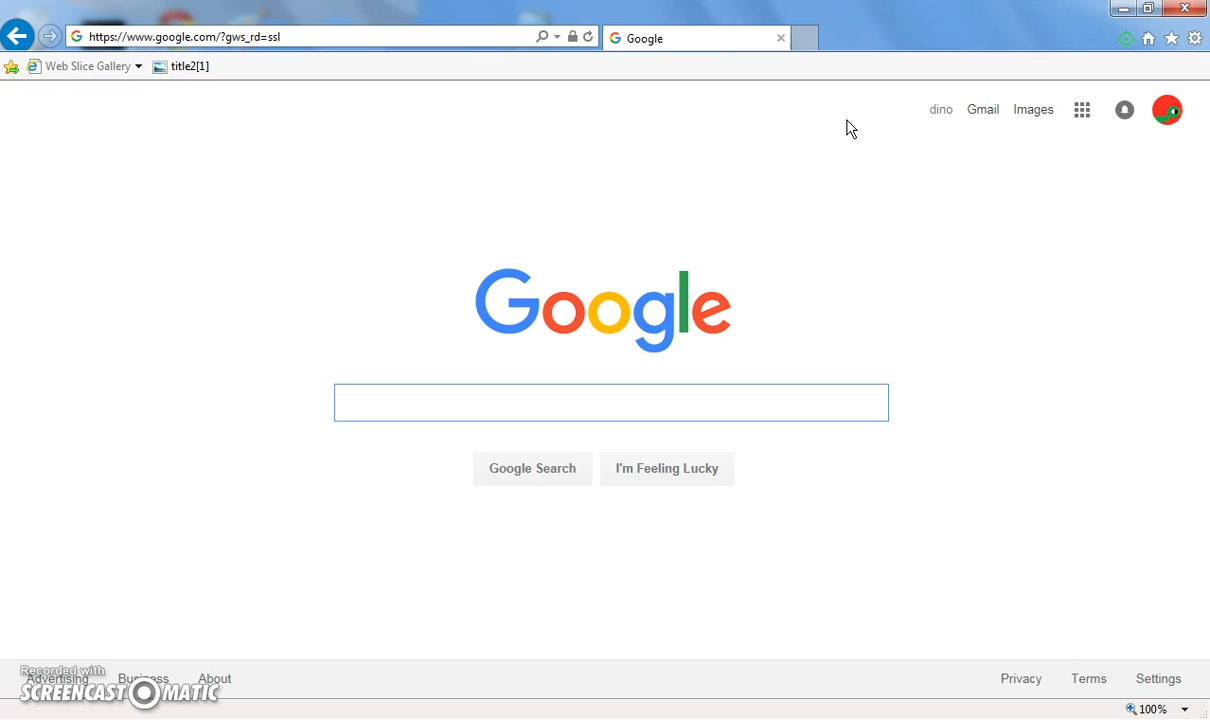 https://www.google.com/?gws_rd=ssl
Google
Web Slice Gallery
title2[1]
dino Gmail Images
Google
Google Search I'm Feeling Lucky
Recorded with
Advertising Business About
SCREENCAST-O-MATIC
Privacy Terms Settings
100%